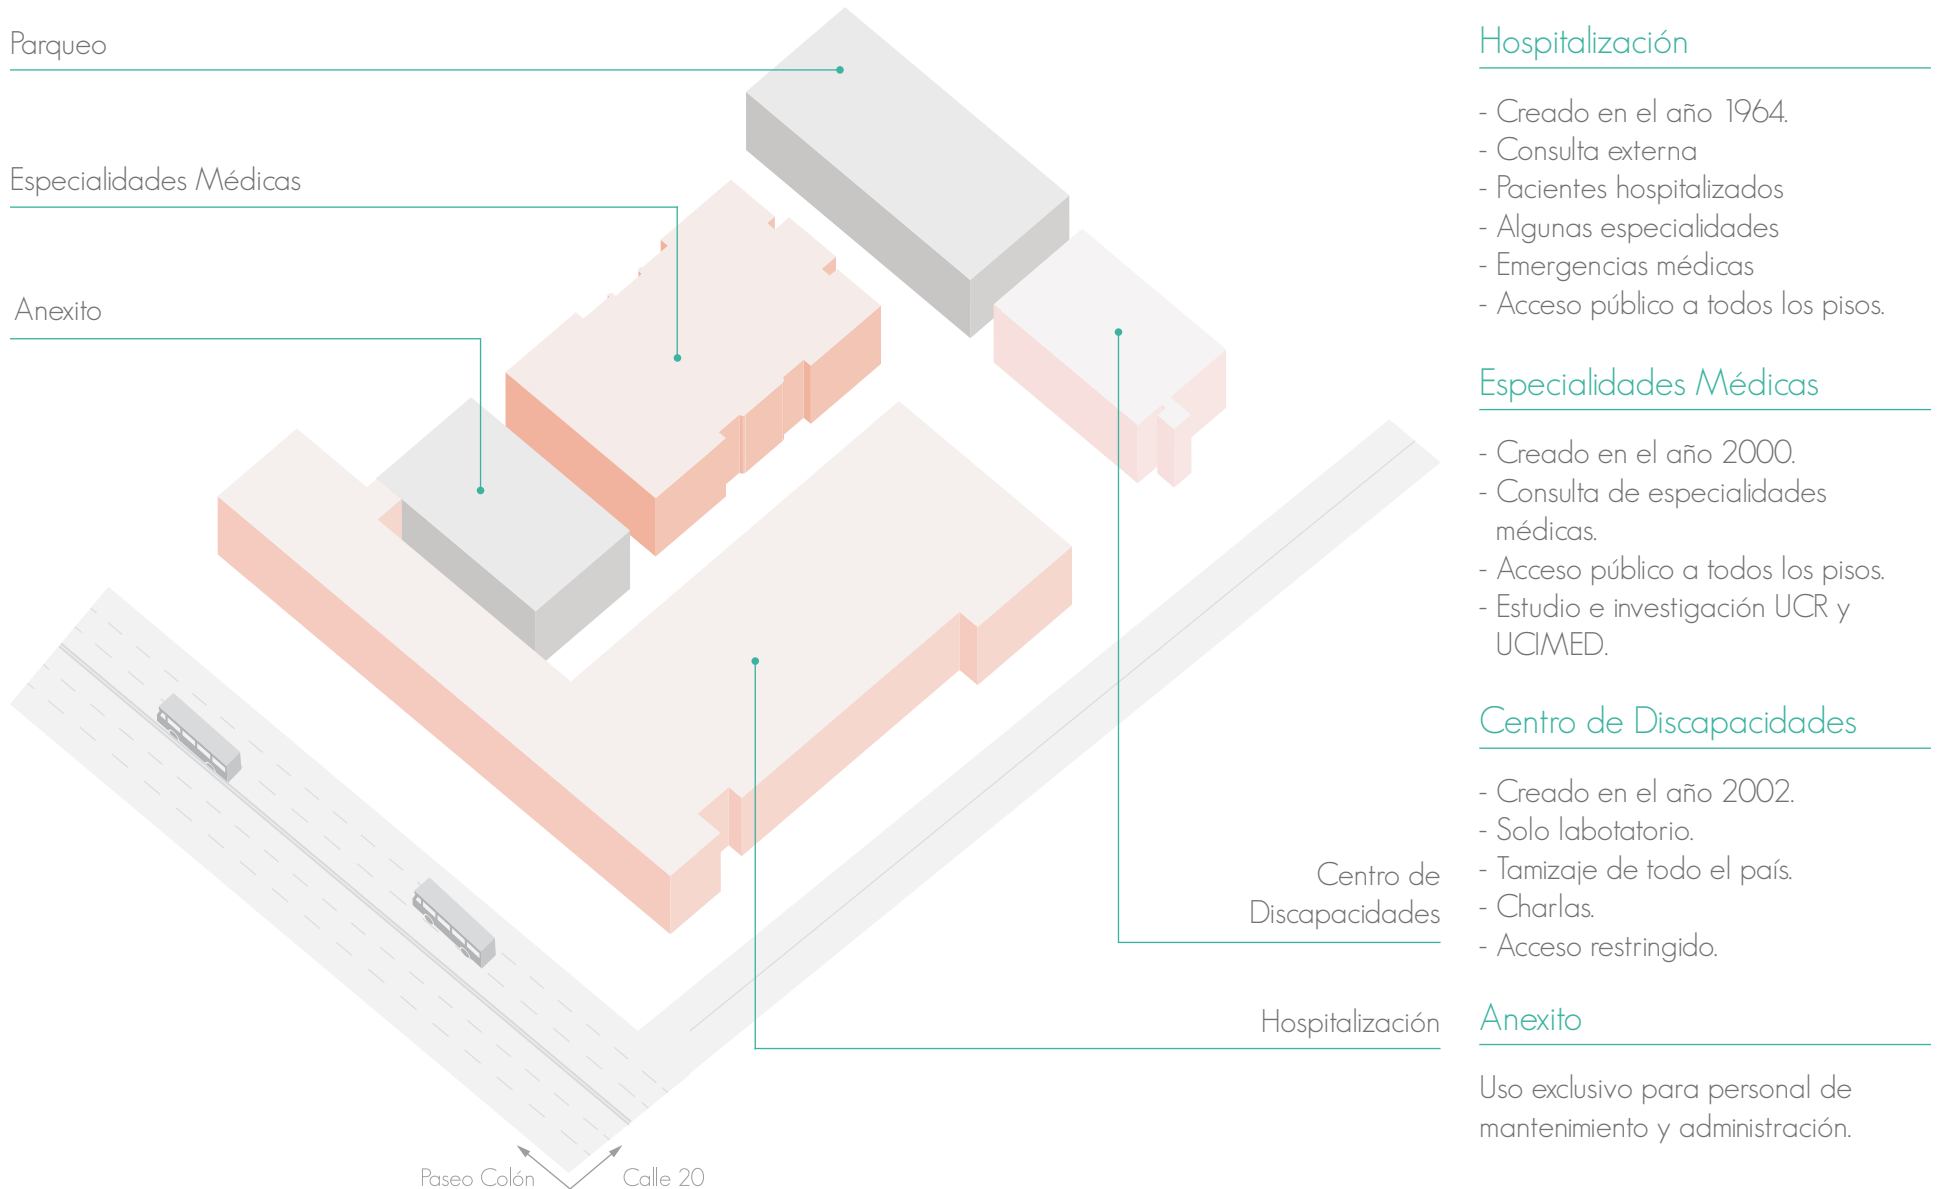 Parqueo
Especialidades Médicas
Anexito
Centro de
Discapacidades
Hospitalización
Paseo Colón
Calle 20
Hospitalización
- Creado en el año 1964.
- Consulta externa
- Pacientes hospitalizados
- Algunas especialidades
- Emergencias médicas
- Acceso público a todos los pisos.
Especialidades Médicas
- Creado en el año 2000.
- Consulta de especialidades
médicas.
- Acceso público a todos los pisos.
- Estudio e investigación UCR y
UCIMED.
Centro de Discapacidades
- Creado en el año 2002.
- Solo labotatorio.
- Tamizaje de todo el país.
- Charlas.
- Acceso restringido.
Anexito
Uso exclusivo para personal de
mantenimiento y administración.